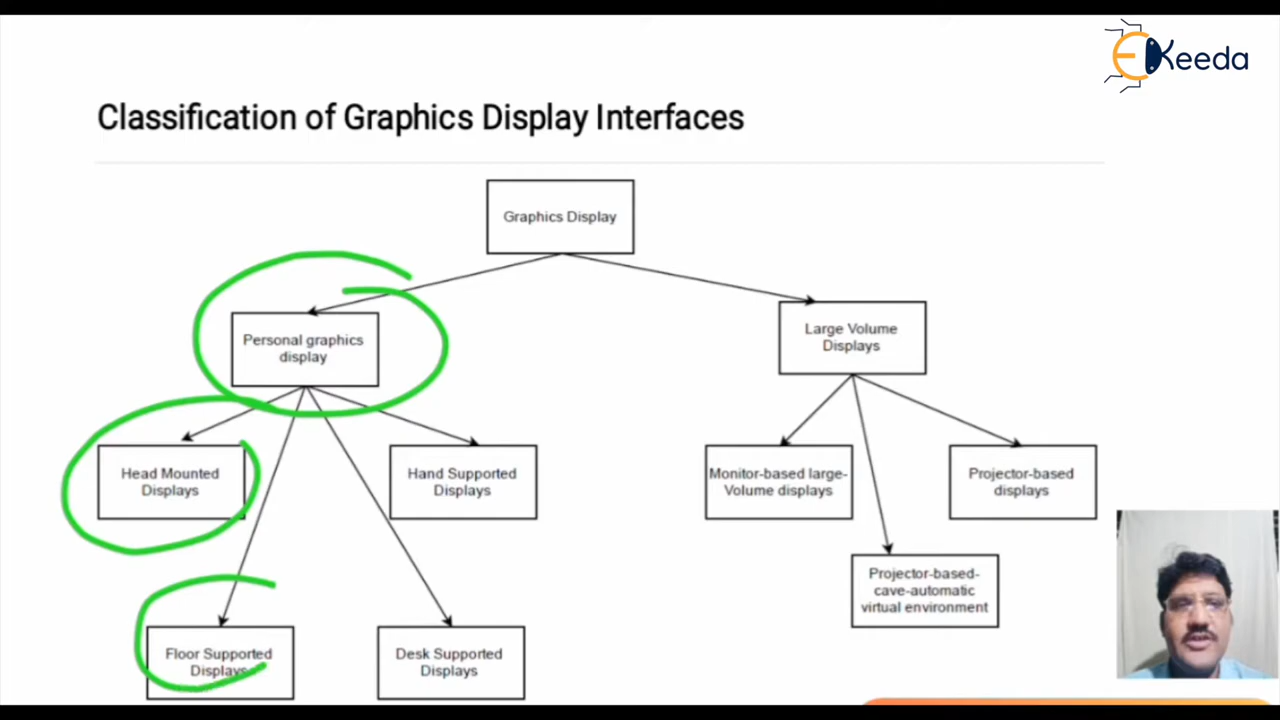 EKeeda
Classification of Graphics Display Interfaces
Graphics Display
Personal graphics
display
Large Volume
Displays
Head Mounted
Displays
Hand Supported
Displays
Monitor-based large-
Volume displays
Projector-based
displays
Projector-based-
cave-automatic
virtual environment
Floor Supported
Displays
Desk Supported
Displays